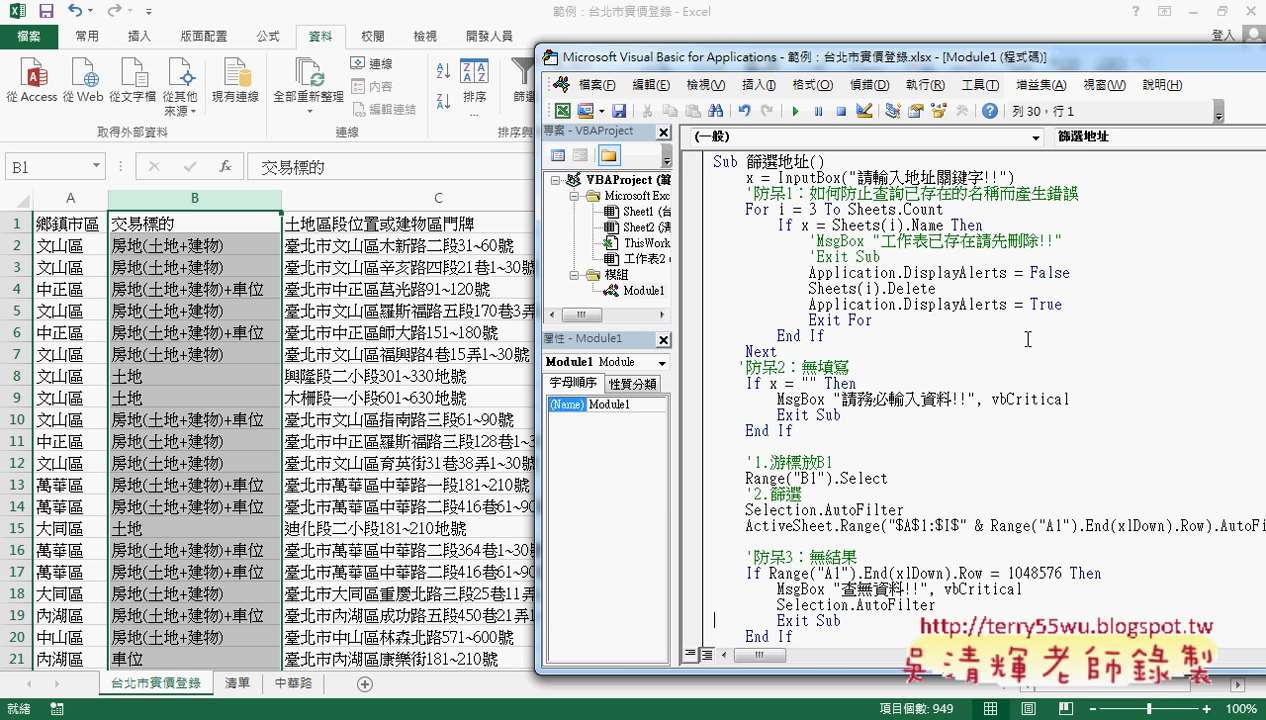 範例：台北市實價登錄 - Excel
檔案 常用 插入 版面配置 公式 資料 校閱 檢視 開發人員 登入
從 Access 從 Web 從文字檔 從其他來源 現有連線 全部重新整理 連線 內容 編輯連結 排序 篩選
取得外部資料 連線
B1 fx 交易標的
A B C
1 鄉鎮市區 交易標的 土地區段位置或建物區門牌
2 文山區 房地(土地+建物) 臺北市文山區木新路二段31~60號
3 文山區 房地(土地+建物) 臺北市文山區辛亥路四段21巷1~30號
4 中正區 房地(土地+建物)+車位 臺北市中正區莒光路91~120號
5 文山區 房地(土地+建物) 臺北市文山區羅斯福路五段170巷3弄
6 中正區 房地(土地+建物)+車位 臺北市中正區師大路151~180號
7 文山區 房地(土地+建物) 臺北市文山區福興路4巷15弄1~30號
8 文山區 土地 興隆段二小段301~330地號
9 文山區 土地 木柵段一小段601~630地號
10 文山區 房地(土地+建物)+車位 臺北市文山區指南路三段61~90號
11 中正區 房地(土地+建物) 臺北市中正區羅斯福路三段128巷1~3
12 文山區 房地(土地+建物) 臺北市文山區育英街31巷38弄1~30號
13 萬華區 房地(土地+建物)+車位 臺北市萬華區中華路一段181~210號
14 萬華區 房地(土地+建物)+車位 臺北市萬華區中華路二段416巷61~90
15 大同區 土地 迪化段二小段181~210地號
16 萬華區 房地(土地+建物)+車位 臺北市萬華區中華路二段364巷1~30
17 萬華區 房地(土地+建物)+車位 臺北市萬華區中華路二段416巷61~90
18 大同區 房地(土地+建物) 臺北市大同區重慶北路三段25巷11弄
19 內湖區 房地(土地+建物)+車位 臺北市內湖區成功路五段450巷21弄
20 中山區 房地(土地+建物) 臺北市中山區林森北路571~600號
21 內湖區 車位 臺北市內湖區康樂街181~210號
台北市實價登錄 清單 中華路
就緒 項目個數: 949 100%
Microsoft Visual Basic for Applications - 範例：台北市實價登錄.xlsx - [Module1 (程式碼)]
檔案(F) 編輯(E) 檢視(V) 插入(I) 格式(O) 偵錯(D) 執行(R) 工具(T) 增益集(A) 視窗(W) 說明(H)
列 30，行 1
專案 - VBAProject
VBAProject (範
Microsoft Exc
Sheet1 (台
Sheet2 (清
ThisWork
工作表2
模組
Module1
屬性 - Module1
Module1 Module
字母順序 性質分類
(Name) Module1
(一般) 篩選地址
Sub 篩選地址()
x = InputBox("請輸入地址關鍵字!!")
'防呆1：如何防止查詢已存在的名稱而產生錯誤
For i = 3 To Sheets.Count
If x = Sheets(i).Name Then
'MsgBox "工作表已存在請先刪除!!"
'Exit Sub
Application.DisplayAlerts = False
Sheets(i).Delete
Application.DisplayAlerts = True
Exit For
End If
Next
'防呆2：無填寫
If x = "" Then
MsgBox "請務必輸入資料!!", vbCritical
Exit Sub
End If
'1.游標放B1
Range("B1").Select
'2.篩選
Selection.AutoFilter
ActiveSheet.Range("$A$1:$I$" & Range("A1").End(xlDown).Row).AutoF
'防呆3：無結果
If Range("A1").End(xlDown).Row = 1048576 Then
MsgBox "查無資料!!", vbCritical
Selection.AutoFilter
Exit Sub
End If
http://terry55wu.blogspot.tw
吳清輝老師錄製